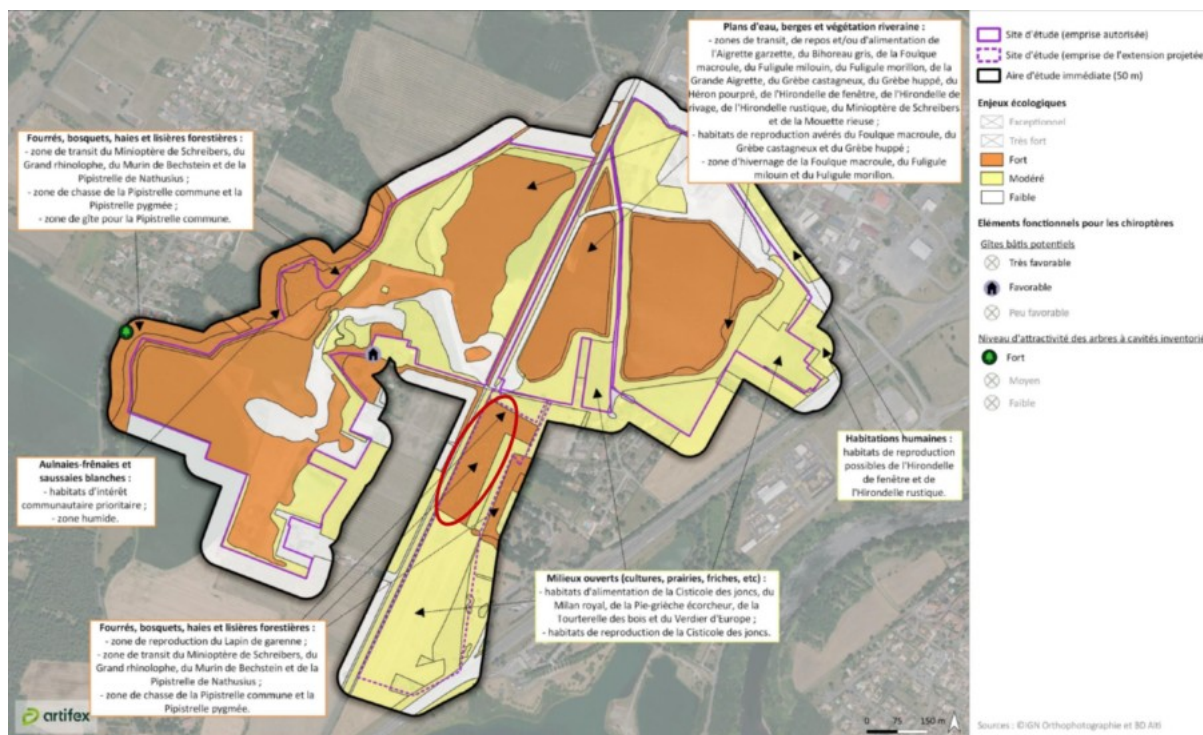 Plans d'eau, berges et végétation riveraine :
- zones de transit, de repos et/ou d'alimentation de
l'Aigrette garzette, du Bihoreau gris, de la Foulque
macroule, du Fuligule milouin, du Fuligule morillon, de la
Grande Aigrette, du Grèbe castagneux, du Grèbe huppé, du
Héron pourpré, de l'Hirondelle de fenêtre, de l'Hirondelle de
rivage, de l'Hirondelle rustique, du Minioptère de Schreibers
et de la Mouette rieuse ;
- habitats de reproduction avérés du Foulque macroule, du
Grèbe castagneux et du Grèbe huppé ;
- zone d'hivernage de la Foulque macroule, du Fuligule
milouin et du Fuligule morillon.
Fourrés, bosquets, haies et lisières forestières :
- zone de transit du Minioptère de Schreibers, du
Grand rhinolophe, du Murin de Bechstein et de la
Pipistrelle de Nathusius ;
- zone de chasse de la Pipistrelle commune et la
Pipistrelle pygmée ;
- zone de gîte pour la Pipistrelle commune.
Aulnaies-frênaies et
saussaies blanches :
- habitats d'intérêt
communautaire prioritaire ;
- zone humide.
Habitations humaines :
habitats de reproduction
possibles de l'Hirondelle
de fenêtre et de
l'Hirondelle rustique.
Milieux ouverts (cultures, prairies, friches, etc) :
- habitats d'alimentation de la Cisticole des joncs, du
Milan royal, de la Pie-grièche écorcheur, de la
Tourterelle des bois et du Verdier d'Europe ;
- habitats de reproduction de la Cisticole des joncs.
Fourrés, bosquets, haies et lisières forestières :
- zone de reproduction du Lapin de garenne ;
- zone de transit du Minioptère de Schreibers, du
Grand rhinolophe, du Murin de Bechstein et de la
Pipistrelle de Nathusius ;
- zone de chasse de la Pipistrelle commune et la
Pipistrelle pygmée.
artifex
0 75 150 m
Site d'étude (emprise autorisée)
Site d'étude (emprise de l'extension projetée
Aire d'étude immédiate (50 m)
Enjeux écologiques
Exceptionnel
Très fort
Fort
Modéré
Faible
Eléments fonctionnels pour les chiroptères
Gîtes bâtis potentiels
Très favorable
Favorable
Peu favorable
Niveau d'attractivité des arbres à cavités inventorié
Fort
Moyen
Faible
Sources : ©IGN Orthophotographie et BD Alti